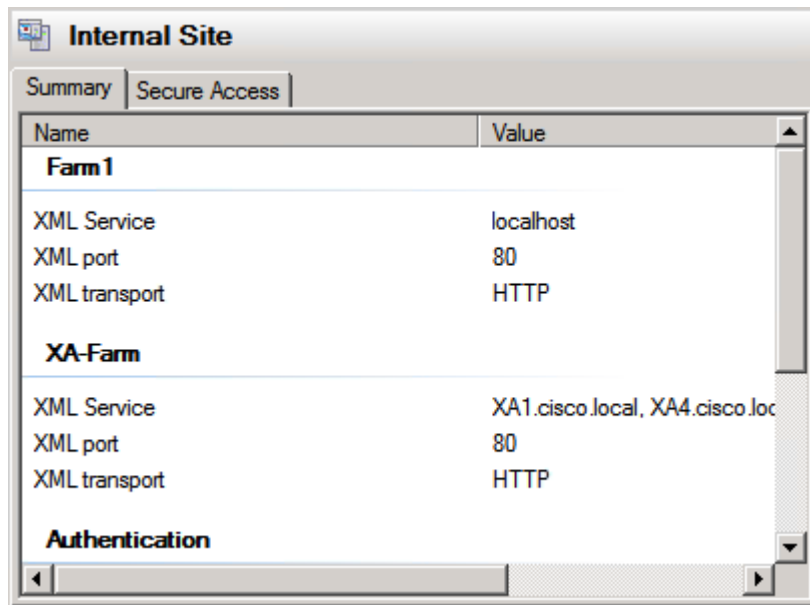 Internal Site
Summary Secure Access
Name Value
Farm1
XML Service localhost
XML port 80
XML transport HTTP
XA-Farm
XML Service XA1.cisco.local, XA4.cisco.loc
XML port 80
XML transport HTTP
Authentication